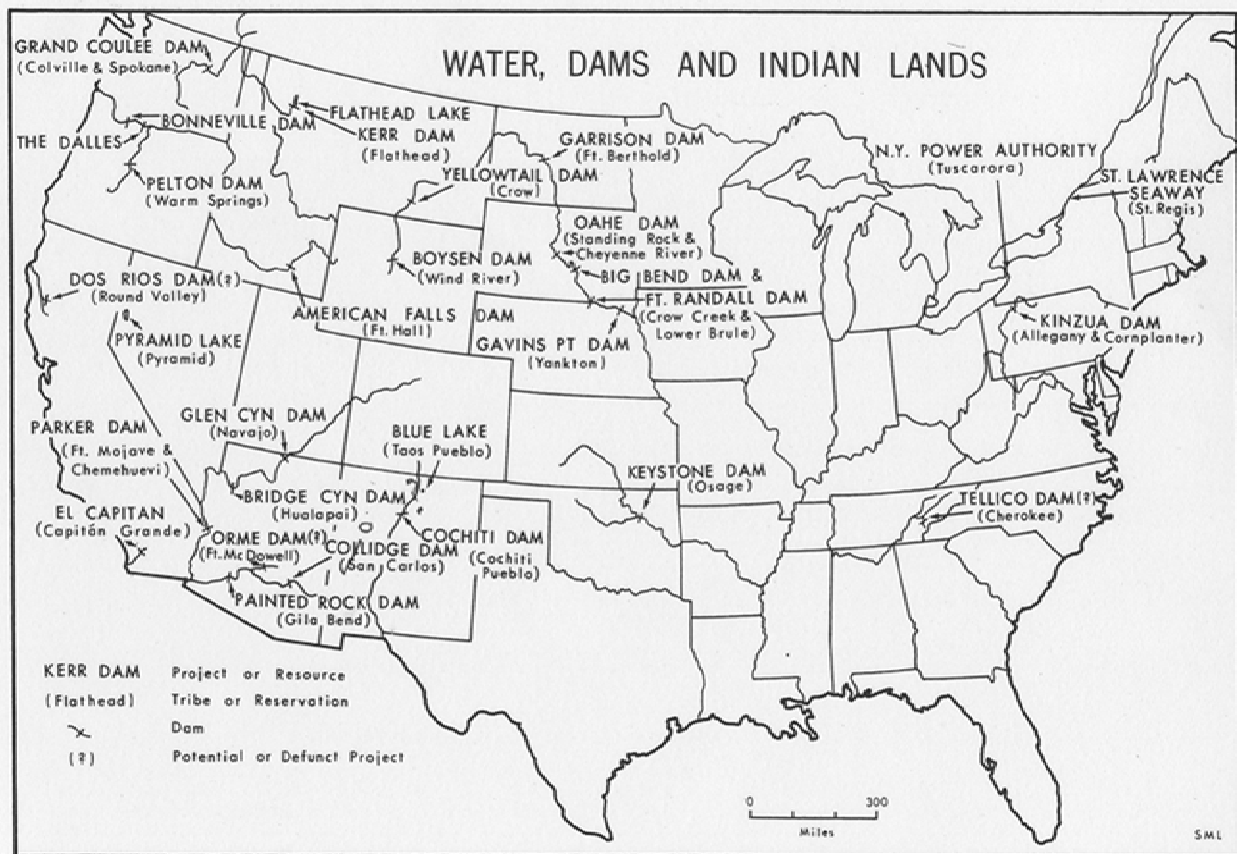 WATER, DAMS AND INDIAN LANDS
GRAND COULEE DAM
(Colville & Spokane)
BONNEVILLE DAM
THE DALLES
PELTON DAM
(Warm Springs)
FLATHEAD LAKE
KERR DAM
(Flathead)
YELLOWTAIL DAM
(Crow)
GARRISON DAM
(Ft. Berthold)
N.Y. POWER AUTHORITY
(Tuscarora)
ST. LAWRENCE
SEAWAY
(St. Regis)
OAHE DAM
(Standing Rock &
Cheyenne River)
BOYSEN DAM
(Wind River)
BIG BEND DAM &
FT. RANDALL DAM
(Crow Creek &
Lower Brule)
DOS RIOS DAM(?)
(Round Valley)
AMERICAN FALLS DAM
(Ft. Hall)
PYRAMID LAKE
(Pyramid)
GAVINS PT DAM
(Yankton)
KINZUA DAM
(Allegany & Cornplanter)
PARKER DAM
(Ft. Mojave &
Chemehuevi)
GLEN CYN DAM
(Navajo)
BLUE LAKE
(Taos Pueblo)
KEYSTONE DAM
(Osage)
TELLICO DAM(?)
(Cherokee)
BRIDGE CYN DAM
(Hualapai)
EL CAPITAN
(Capitán Grande)
ORME DAM(?)
(Ft. McDowell)
COLLIDGE DAM
(San Carlos)
COCHITI DAM
(Cochiti
Pueblo)
PAINTED ROCK DAM
(Gila Bend)
KERR DAM Project or Resource
(Flathead) Tribe or Reservation
Dam
(?) Potential or Defunct Project
0 300
Miles
SML